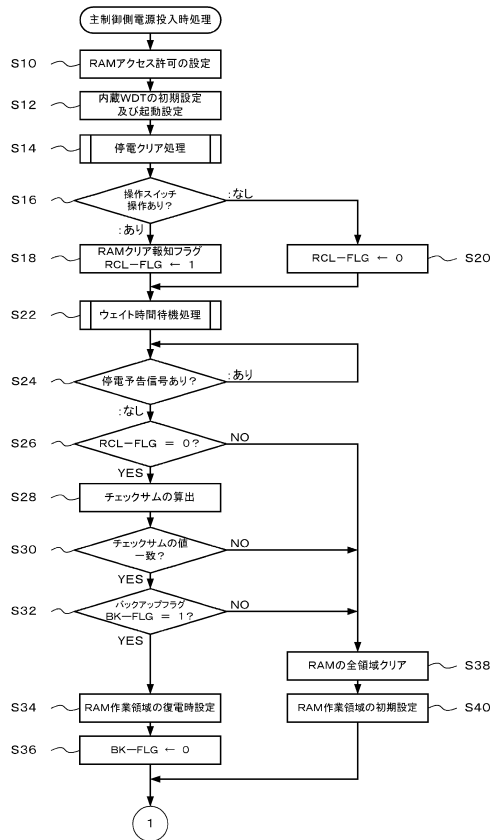 主制御側電源投入時処理
S10
RAMアクセス許可の設定
S12
内蔵WDTの初期設定
及び起動設定
S14
停電クリア処理
S16
操作スイッチ
操作あり?
:なし
:あり
S18
RAMクリア報知フラグ
RCL-FLG ← 1
RCL-FLG ← 0
S20
S22
ウェイト時間待機処理
S24
停電予告信号あり?
:あり
:なし
S26
RCL-FLG = 0?
NO
YES
S28
チェックサムの算出
S30
チェックサムの値
一致?
NO
YES
S32
バックアップフラグ
BK-FLG = 1?
NO
YES
RAMの全領域クリア
S38
S34
RAM作業領域の復電時設定
RAM作業領域の初期設定
S40
S36
BK-FLG ← 0
1